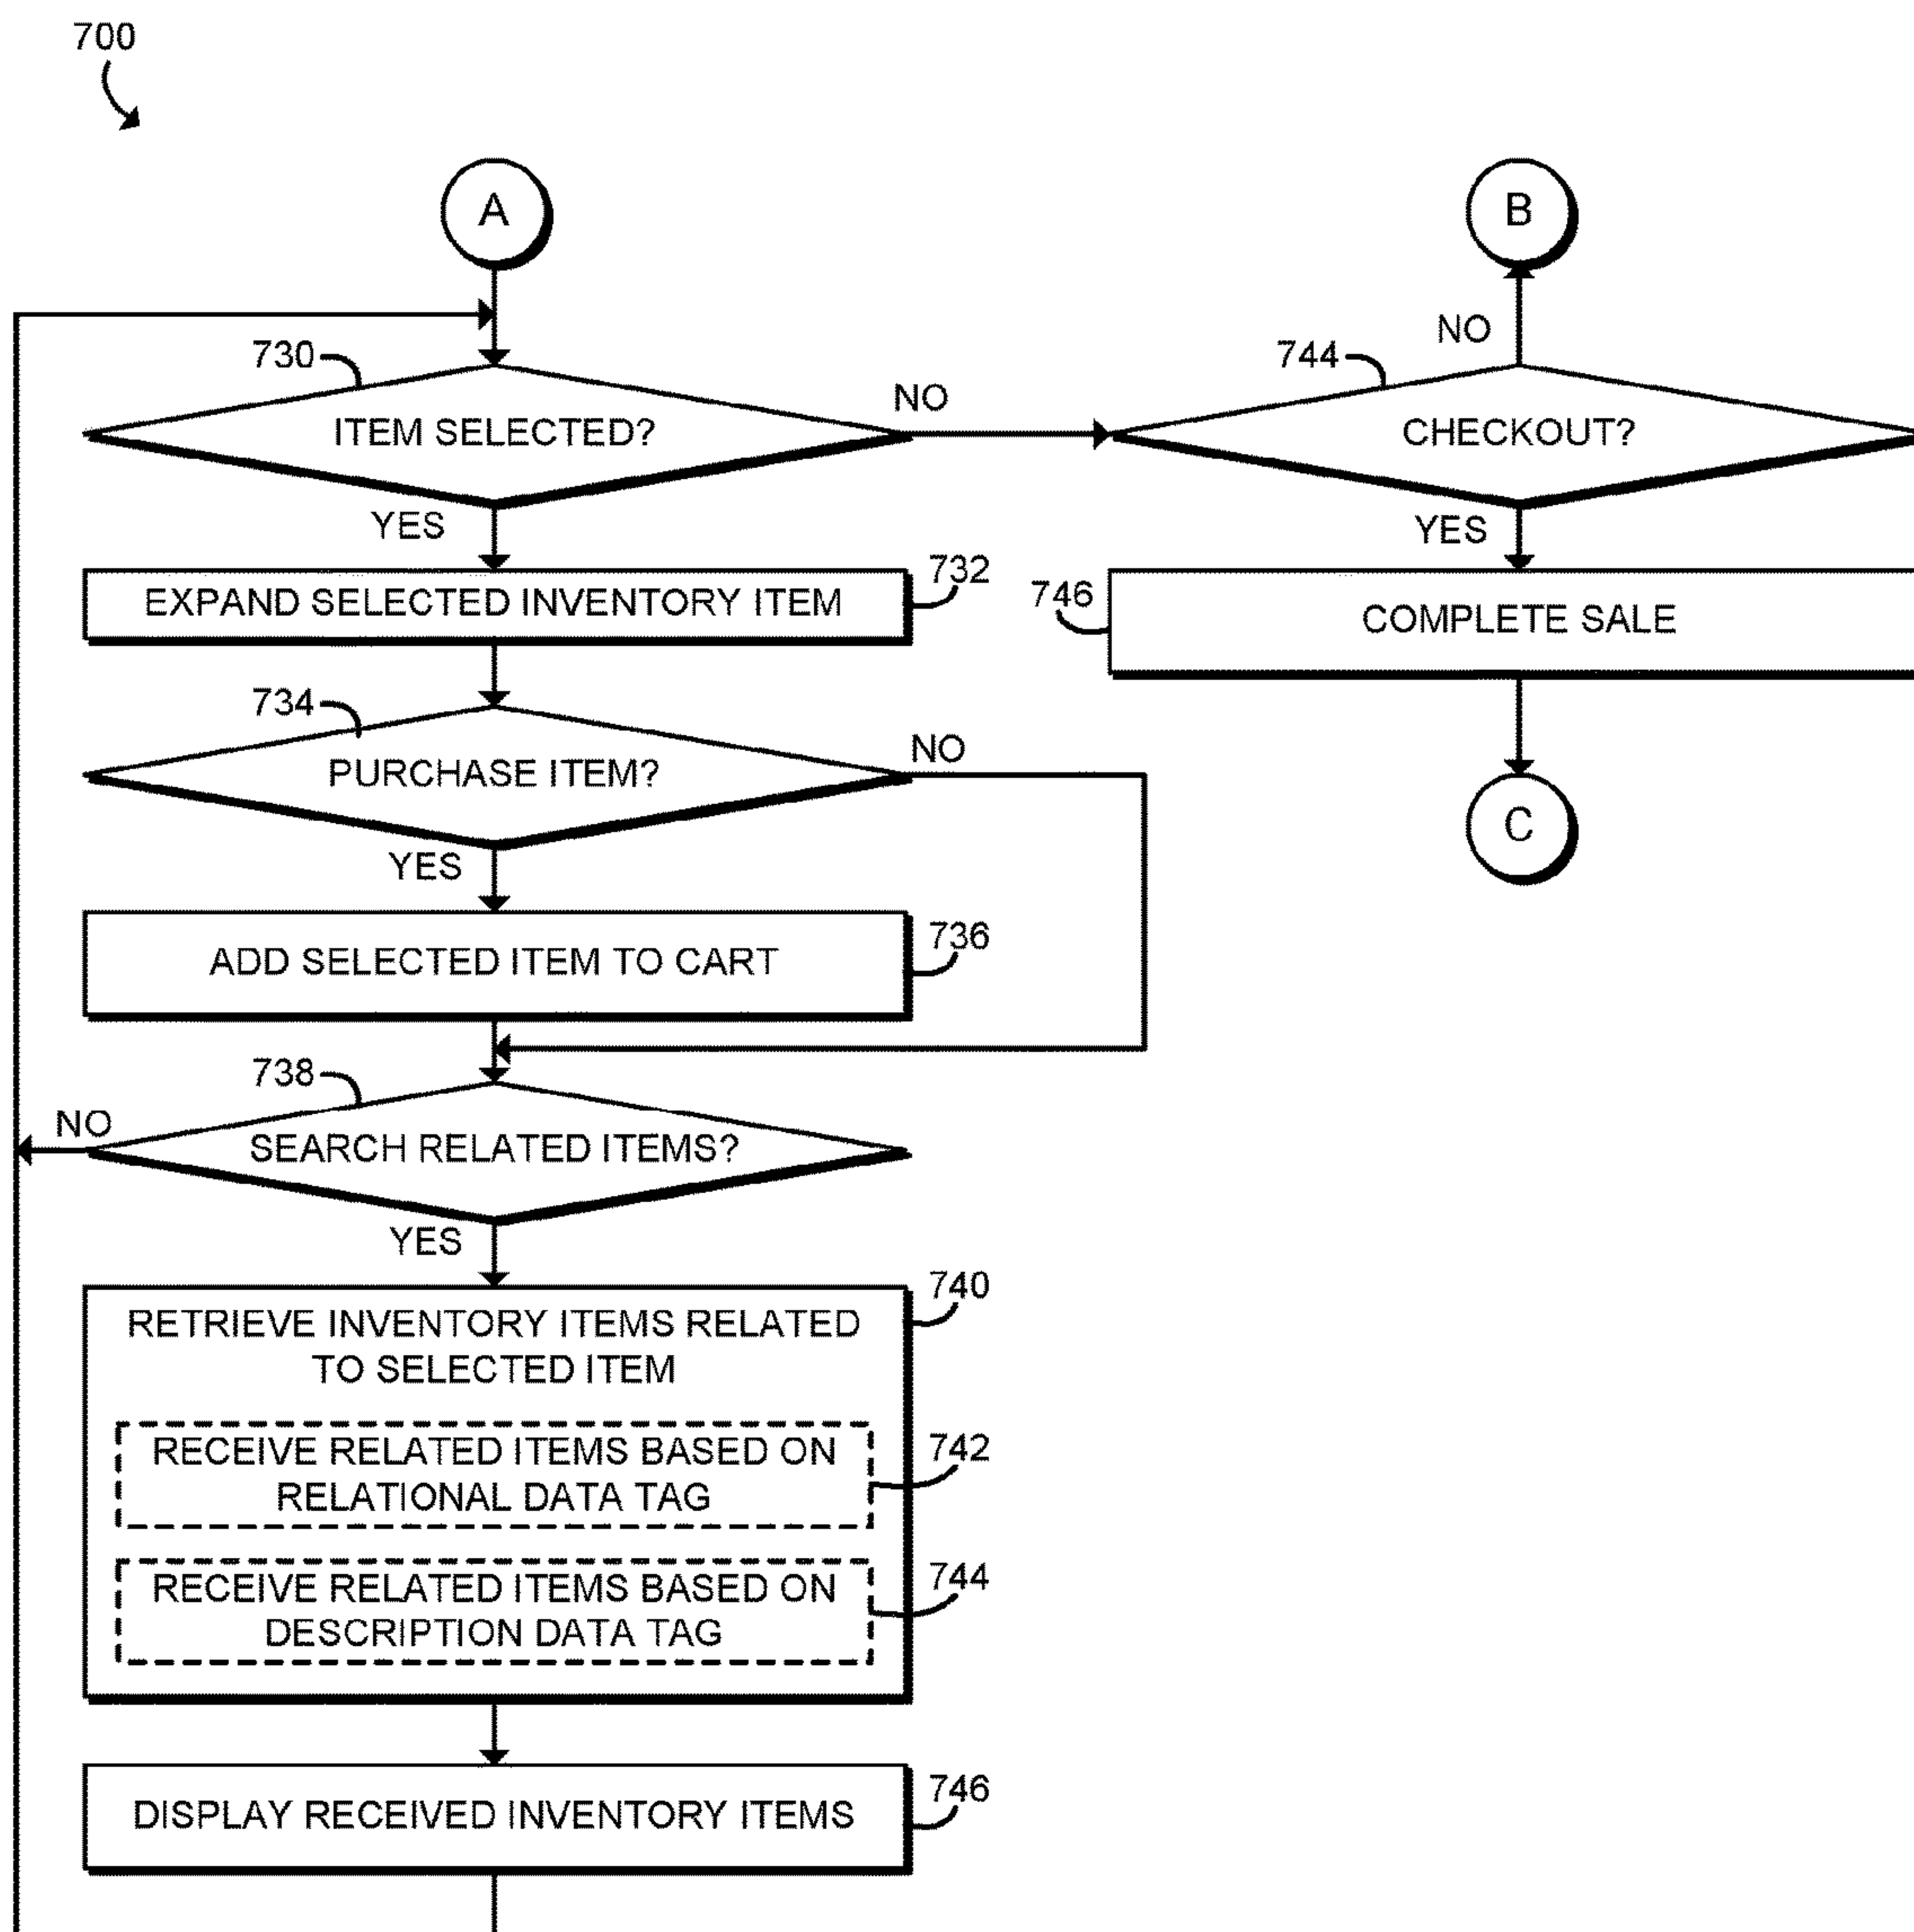 700
A
B
730
ITEM SELECTED?
NO
NO
744
CHECKOUT?
YES
YES
EXPAND SELECTED INVENTORY ITEM
732
746
COMPLETE SALE
734
PURCHASE ITEM?
NO
C
YES
ADD SELECTED ITEM TO CART
736
738
NO
SEARCH RELATED ITEMS?
YES
740
RETRIEVE INVENTORY ITEMS RELATED
TO SELECTED ITEM
RECEIVE RELATED ITEMS BASED ON
RELATIONAL DATA TAG
742
RECEIVE RELATED ITEMS BASED ON
DESCRIPTION DATA TAG
744
DISPLAY RECEIVED INVENTORY ITEMS
746